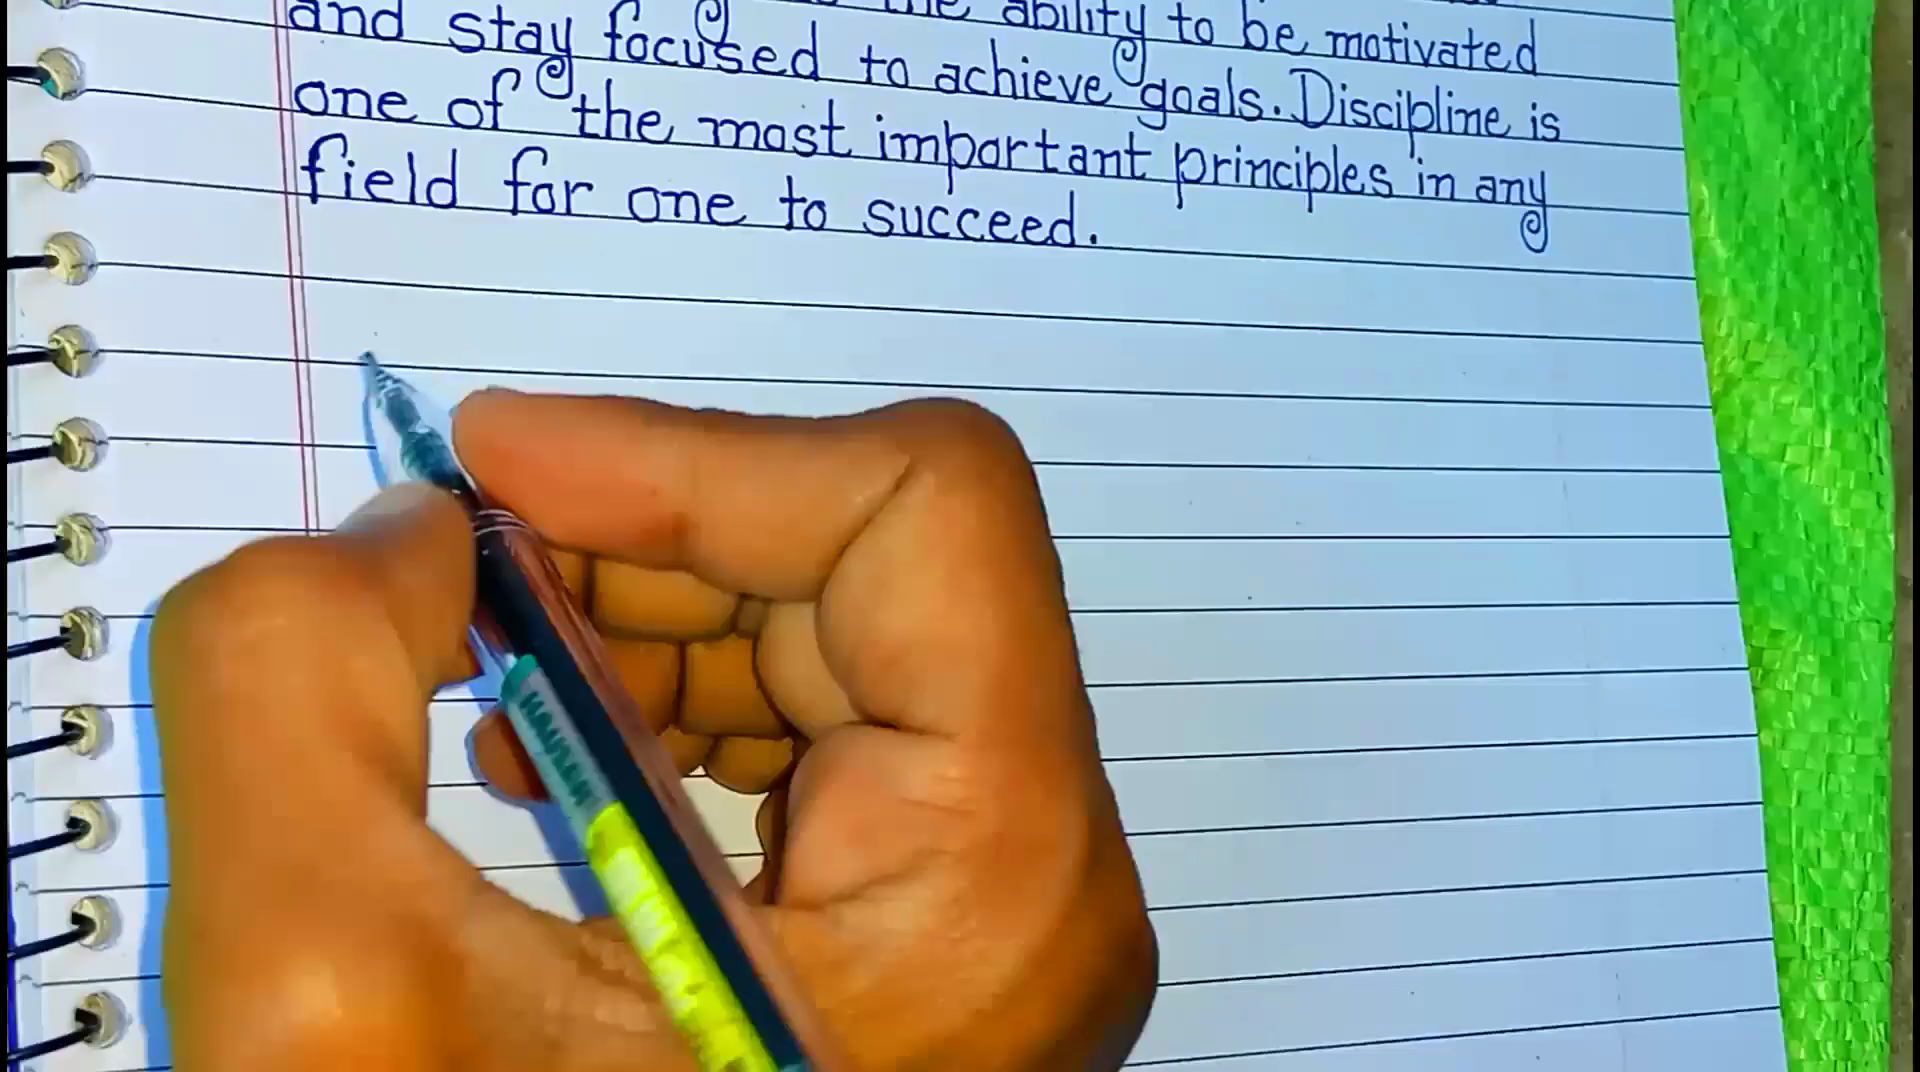 the ability to be motivated
and stay focused to achieve goals. Discipline is
one of the most important principles in any
field for one to succeed.